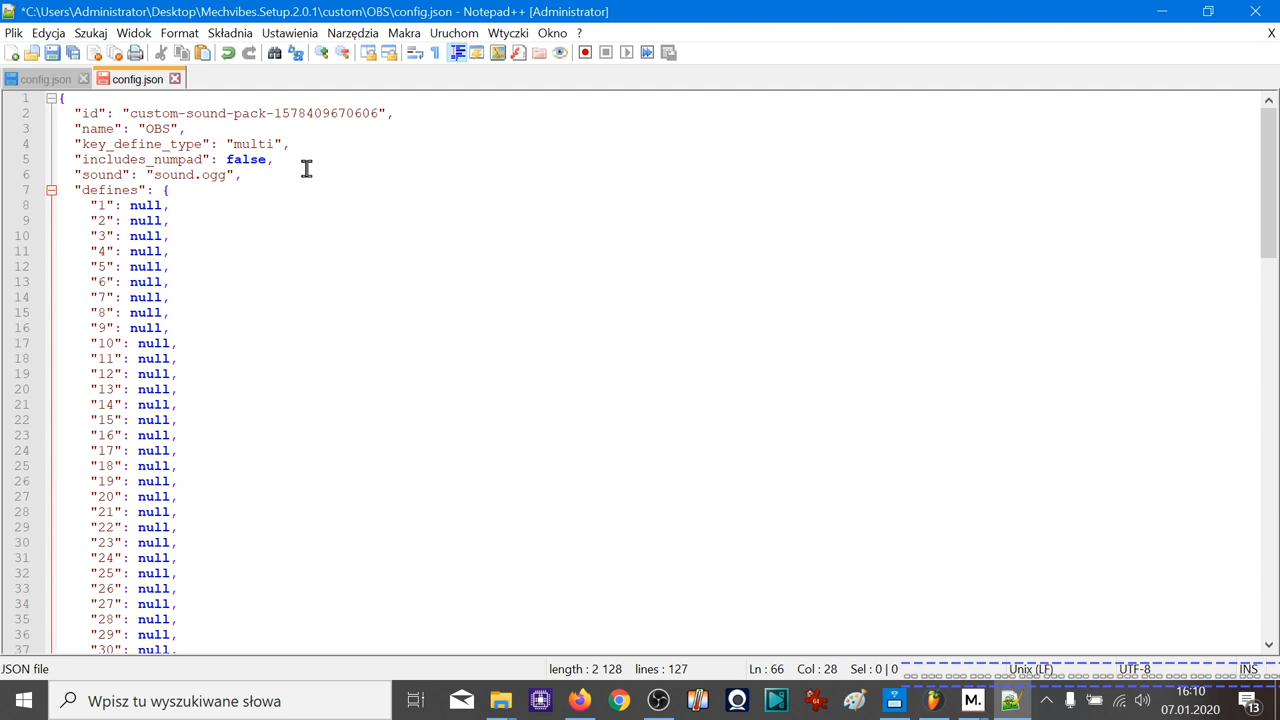 *C:\Users\Administrator\Desktop\Mechvibes.Setup.2.0.1\custom\OBS\config.json - Notepad++ [Administrator]
Plik Edycja Szukaj Widok Format Składnia Ustawienia Narzędzia Makra Uruchom Wtyczki Okno ? X
config.json config.json
1 {
2 "id": "custom-sound-pack-1578409670606",
3 "name": "OBS",
4 "key_define_type": "multi",
5 "includes_numpad": false,
6 "sound": "sound.ogg",
7 "defines": {
8 "1": null,
9 "2": null,
10 "3": null,
11 "4": null,
12 "5": null,
13 "6": null,
14 "7": null,
15 "8": null,
16 "9": null,
17 "10": null,
18 "11": null,
19 "12": null,
20 "13": null,
21 "14": null,
22 "15": null,
23 "16": null,
24 "17": null,
25 "18": null,
26 "19": null,
27 "20": null,
28 "21": null,
29 "22": null,
30 "23": null,
31 "24": null,
32 "25": null,
33 "26": null,
34 "27": null,
35 "28": null,
36 "29": null,
37 "30": null,
JSON file length : 2 128 lines : 127 Ln : 66 Col : 28 Sel : 0 | 0 Unix (LF) UTF-8 INS
Wpisz tu wyszukiwane słowa M. 64 16:10
07.01.2020 13